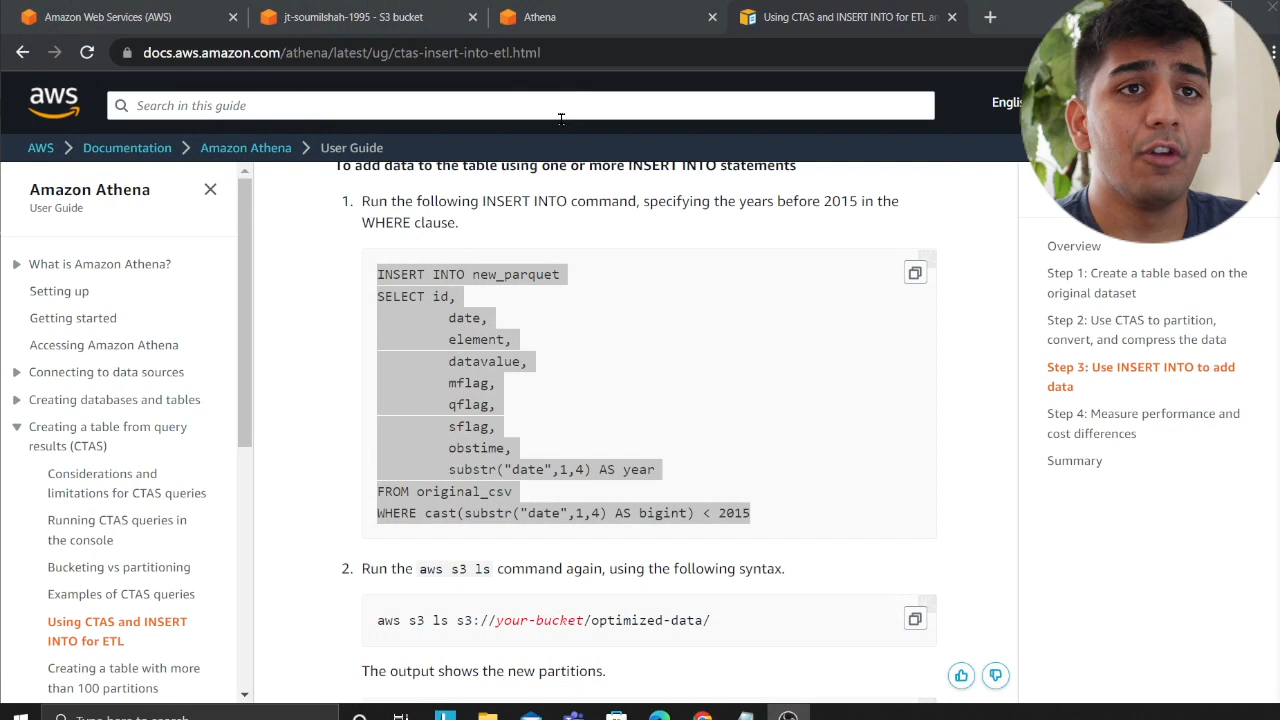 Amazon Web Services (AWS)
jt-soumilshah-1995 - S3 bucket
Athena
Using CTAS and INSERT INTO for ETL an
docs.aws.amazon.com/athena/latest/ug/ctas-insert-into-etl.html
aws
Search in this guide
Englis
AWS > Documentation > Amazon Athena > User Guide
Amazon Athena
User Guide
What is Amazon Athena?
Setting up
Getting started
Accessing Amazon Athena
Connecting to data sources
Creating databases and tables
Creating a table from query
results (CTAS)
Considerations and
limitations for CTAS queries
Running CTAS queries in
the console
Bucketing vs partitioning
Examples of CTAS queries
Using CTAS and INSERT
INTO for ETL
Creating a table with more
than 100 partitions
To add data to the table using one or more INSERT INTO statements
1. Run the following INSERT INTO command, specifying the years before 2015 in the
WHERE clause.
INSERT INTO new_parquet
SELECT id,
date,
element,
datavalue,
mflag,
qflag,
sflag,
obstime,
substr("date",1,4) AS year
FROM original_csv
WHERE cast(substr("date",1,4) AS bigint) < 2015
2. Run the aws s3 ls command again, using the following syntax.
aws s3 ls s3://your-bucket/optimized-data/
The output shows the new partitions.
Overview
Step 1: Create a table based on the
original dataset
Step 2: Use CTAS to partition,
convert, and compress the data
Step 3: Use INSERT INTO to add
data
Step 4: Measure performance and
cost differences
Summary
Type here to search